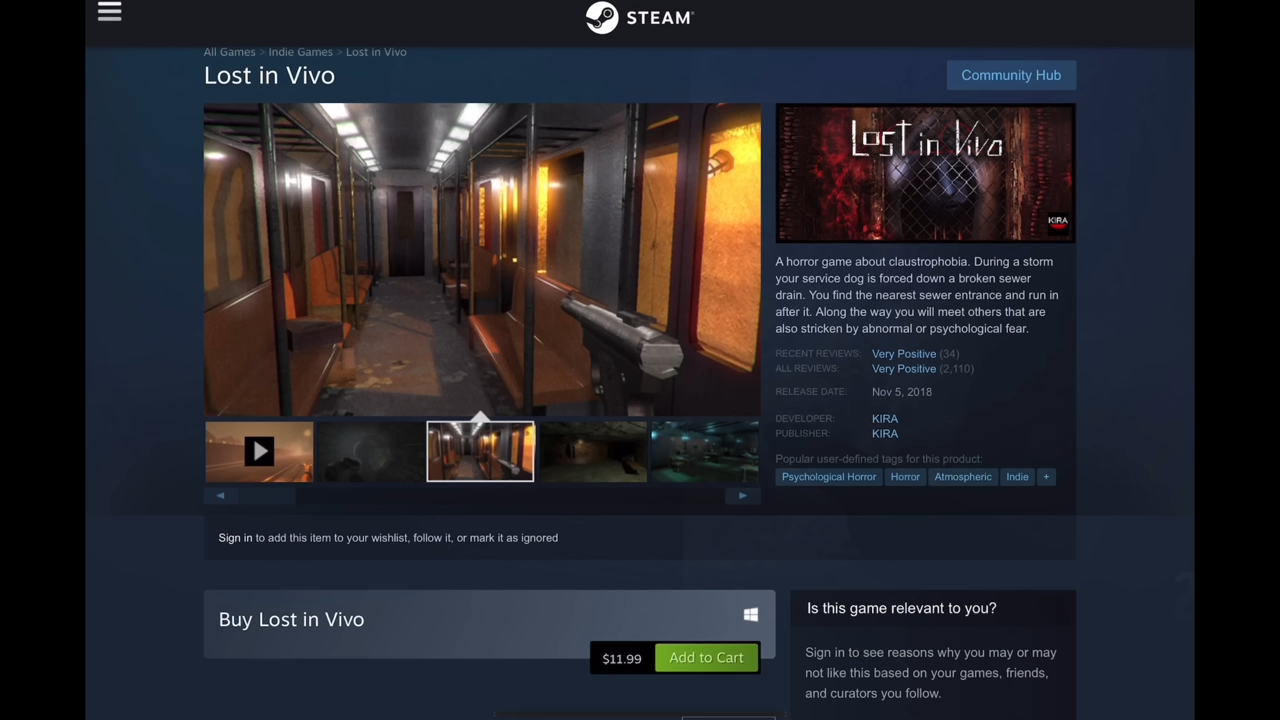 STEAM
All Games > Indie Games > Lost in Vivo
Lost in Vivo
Community Hub
Lost in Vivo
KIRA
A horror game about claustrophobia. During a storm
your service dog is forced down a broken sewer
drain. You find the nearest sewer entrance and run in
after it. Along the way you will meet others that are
also stricken by abnormal or psychological fear.
RECENT REVIEWS: Very Positive (34)
ALL REVIEWS: Very Positive (2,110)
RELEASE DATE: Nov 5, 2018
DEVELOPER: KIRA
PUBLISHER: KIRA
Popular user-defined tags for this product:
Psychological Horror Horror Atmospheric Indie +
Sign in to add this item to your wishlist, follow it, or mark it as ignored
Buy Lost in Vivo
$11.99 Add to Cart
Is this game relevant to you?
Sign in to see reasons why you may or may
not like this based on your games, friends,
and curators you follow.